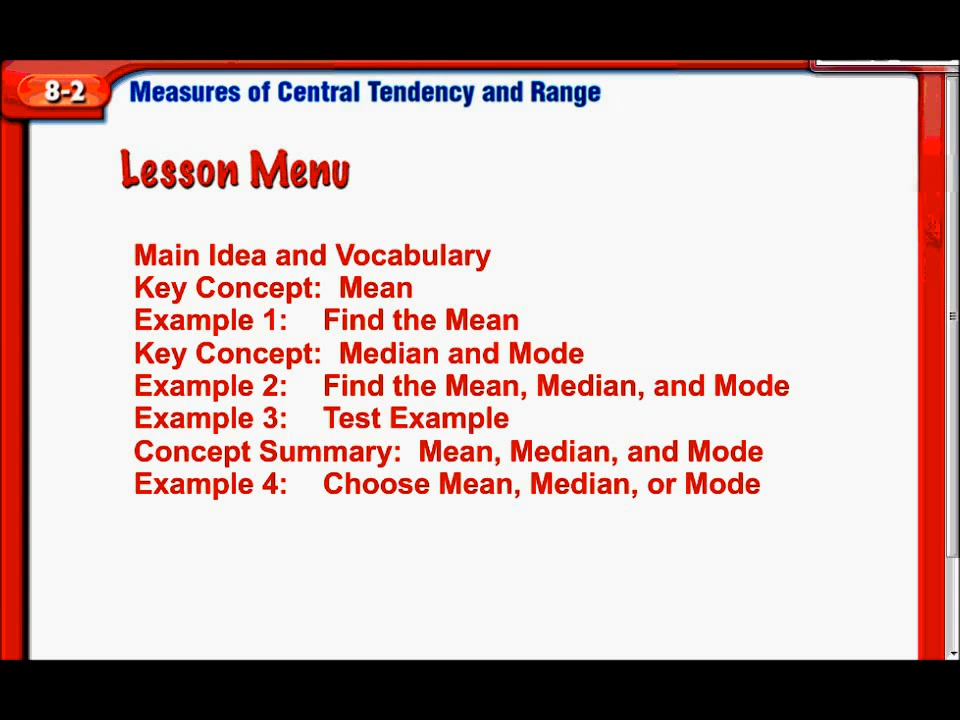 8-2 Measures of Central Tendency and Range
Lesson Menu
Main Idea and Vocabulary
Key Concept: Mean
Example 1: Find the Mean
Key Concept: Median and Mode
Example 2: Find the Mean, Median, and Mode
Example 3: Test Example
Concept Summary: Mean, Median, and Mode
Example 4: Choose Mean, Median, or Mode